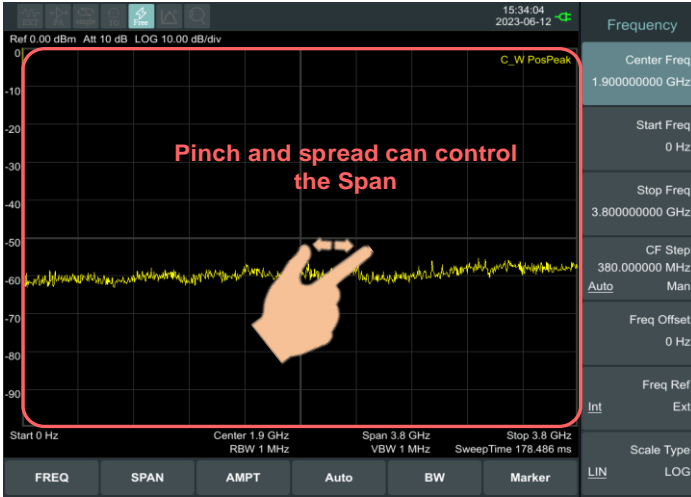 EXT
PA
Single
TG
Free
15:34:04
2023-06-12
Ref 0.00 dBm Att 10 dB LOG 10.00 dB/div
C_W PosPeak
0
-10
-20
-30
-40
-50
-60
-70
-80
-90
Pinch and spread can control
the Span
Start 0 Hz Center 1.9 GHz Span 3.8 GHz Stop 3.8 GHz
RBW 1 MHz VBW 1 MHz SweepTime 178.486 ms
FREQ SPAN AMPT Auto BW Marker
Frequency
Center Freq
1.900000000 GHz
Start Freq
0 Hz
Stop Freq
3.800000000 GHz
CF Step
380.000000 MHz
Auto Man
Freq Offset
0 Hz
Freq Ref
Int Ext
Scale Type
LIN LOG